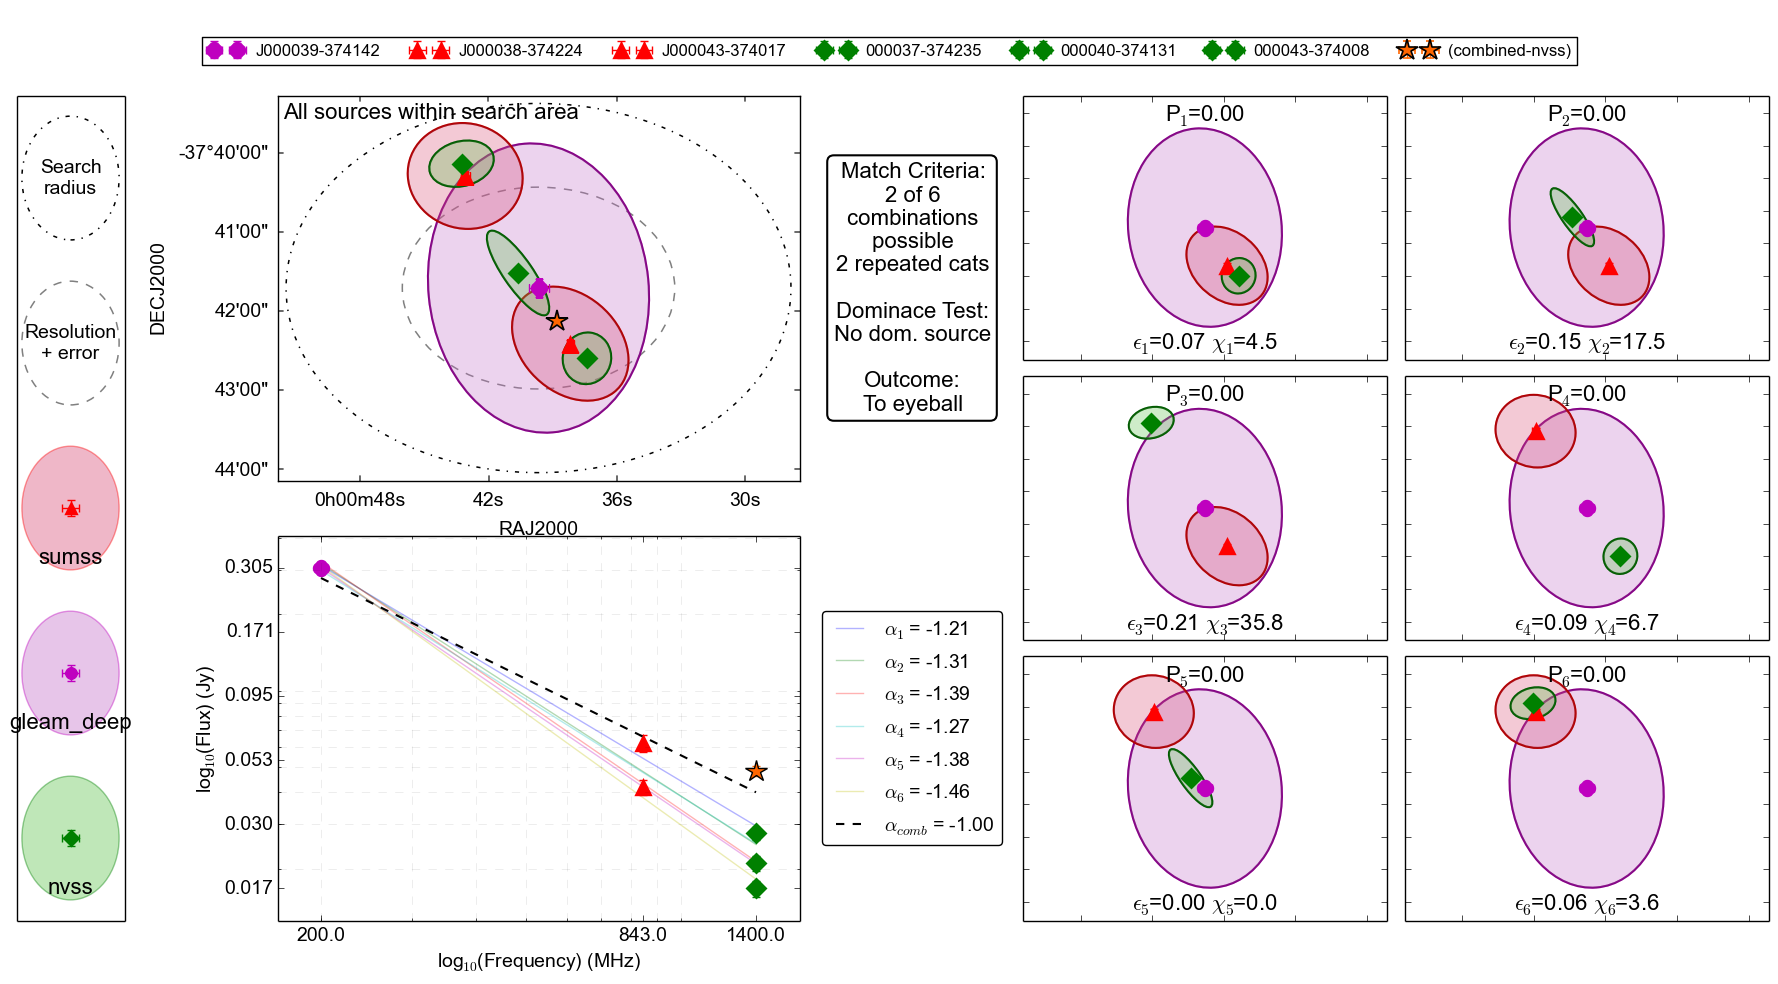 J000039-374142 J000038-374224 J000043-374017 000037-374235 000040-374131 000043-374008 (combined-nvss)
Search
radius
Resolution
+ error
sumss
gleam_deep
nvss
All sources within search area
DECJ2000
-37°40'00"
41'00"
42'00"
43'00"
44'00"
0h00m48s 42s 36s 30s
RAJ2000
log10(Flux) (Jy)
0.305
0.171
0.095
0.053
0.030
0.017
200.0 843.0 1400.0
log10(Frequency) (MHz)
Match Criteria:
2 of 6
combinations
possible
2 repeated cats
Dominace Test:
No dom. source
Outcome:
To eyeball
α1 = -1.21
α2 = -1.31
α3 = -1.39
α4 = -1.27
α5 = -1.38
α6 = -1.46
αcomb = -1.00
P1=0.00
ϵ1=0.07 χ1=4.5
P2=0.00
ϵ2=0.15 χ2=17.5
P3=0.00
ϵ3=0.21 χ3=35.8
P4=0.00
ϵ4=0.09 χ4=6.7
P5=0.00
ϵ5=0.00 χ5=0.0
P6=0.00
ϵ6=0.06 χ6=3.6